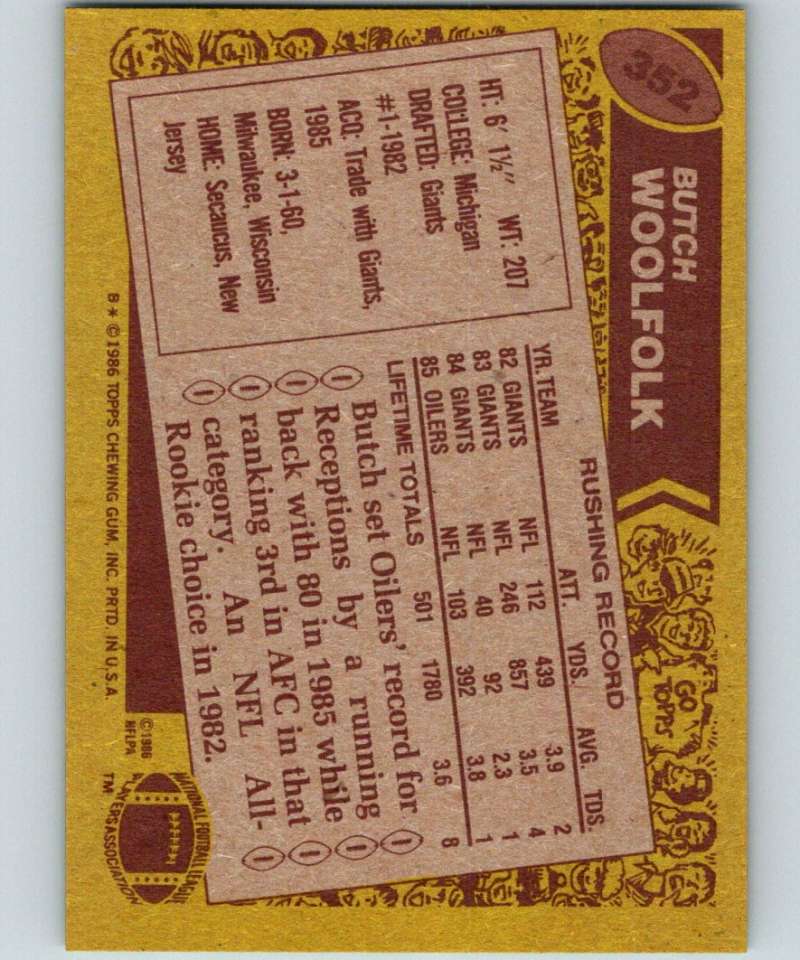 352
BUTCH
WOOLFOLK
GO
TOPPS
HT: 6' 1½" WT: 207
COLLEGE: Michigan
DRAFTED: Giants
#1-1982
ACQ: Trade with Giants,
1985
BORN: 3-1-60,
Milwaukee, Wisconsin
HOME: Secaucus, New
Jersey
RUSHING RECORD
YR. TEAM ATT. YDS. AVG. TDS.
82 GIANTS NFL 112 439 3.9 2
83 GIANTS NFL 246 857 3.5 4
84 GIANTS NFL 40 92 2.3 1
85 OILERS NFL 103 392 3.8 1
LIFETIME TOTALS 501 1780 3.6 8
Butch set Oilers' record for
Receptions by a running
back with 80 in 1985 while
ranking 3rd in AFC in that
category. An NFL All-
Rookie choice in 1982.
B* © 1986 TOPPS CHEWING GUM, INC. PRTD. IN U.S.A.
© 1986
NFLPA
NATIONAL FOOTBALL LEAGUE
PLAYERS ASSOCIATION
TM